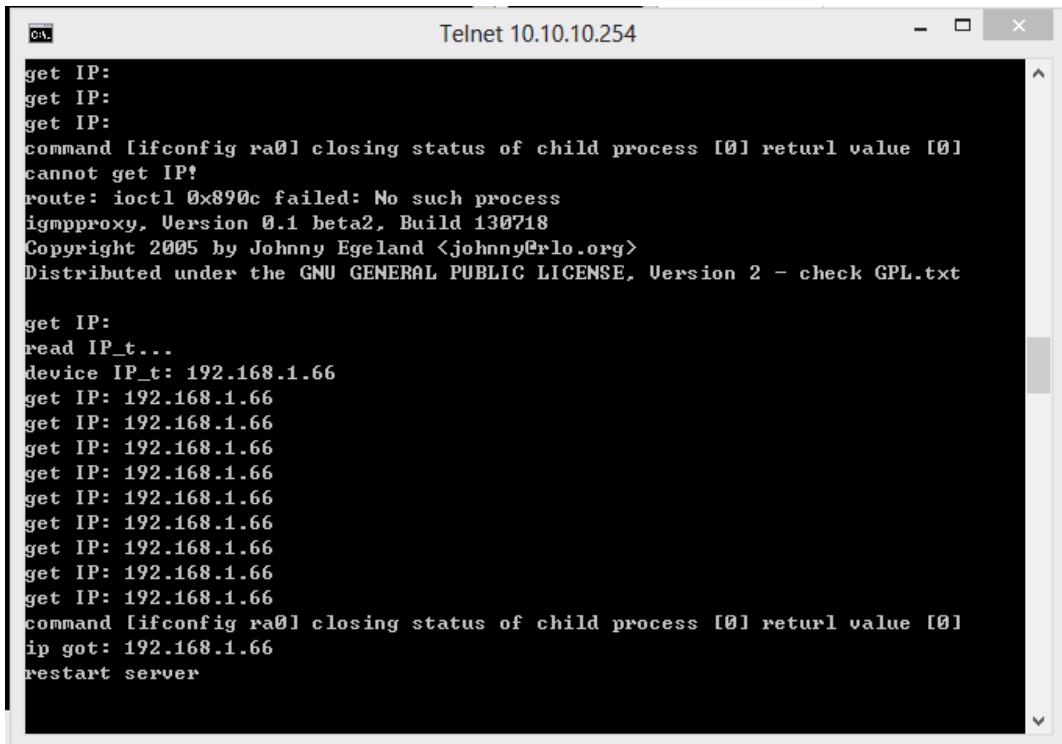 Telnet 10.10.10.254
get IP:
get IP:
get IP:
command [ifconfig ra0] closing status of child process [0] returl value [0]
cannot get IP!
route: ioctl 0x890c failed: No such process
igmpproxy, Version 0.1 beta2, Build 130718
Copyright 2005 by Johnny Egeland <johnny@rlo.org>
Distributed under the GNU GENERAL PUBLIC LICENSE, Version 2 - check GPL.txt
get IP:
read IP_t...
device IP_t: 192.168.1.66
get IP: 192.168.1.66
get IP: 192.168.1.66
get IP: 192.168.1.66
get IP: 192.168.1.66
get IP: 192.168.1.66
get IP: 192.168.1.66
get IP: 192.168.1.66
get IP: 192.168.1.66
get IP: 192.168.1.66
command [ifconfig ra0] closing status of child process [0] returl value [0]
ip got: 192.168.1.66
restart server